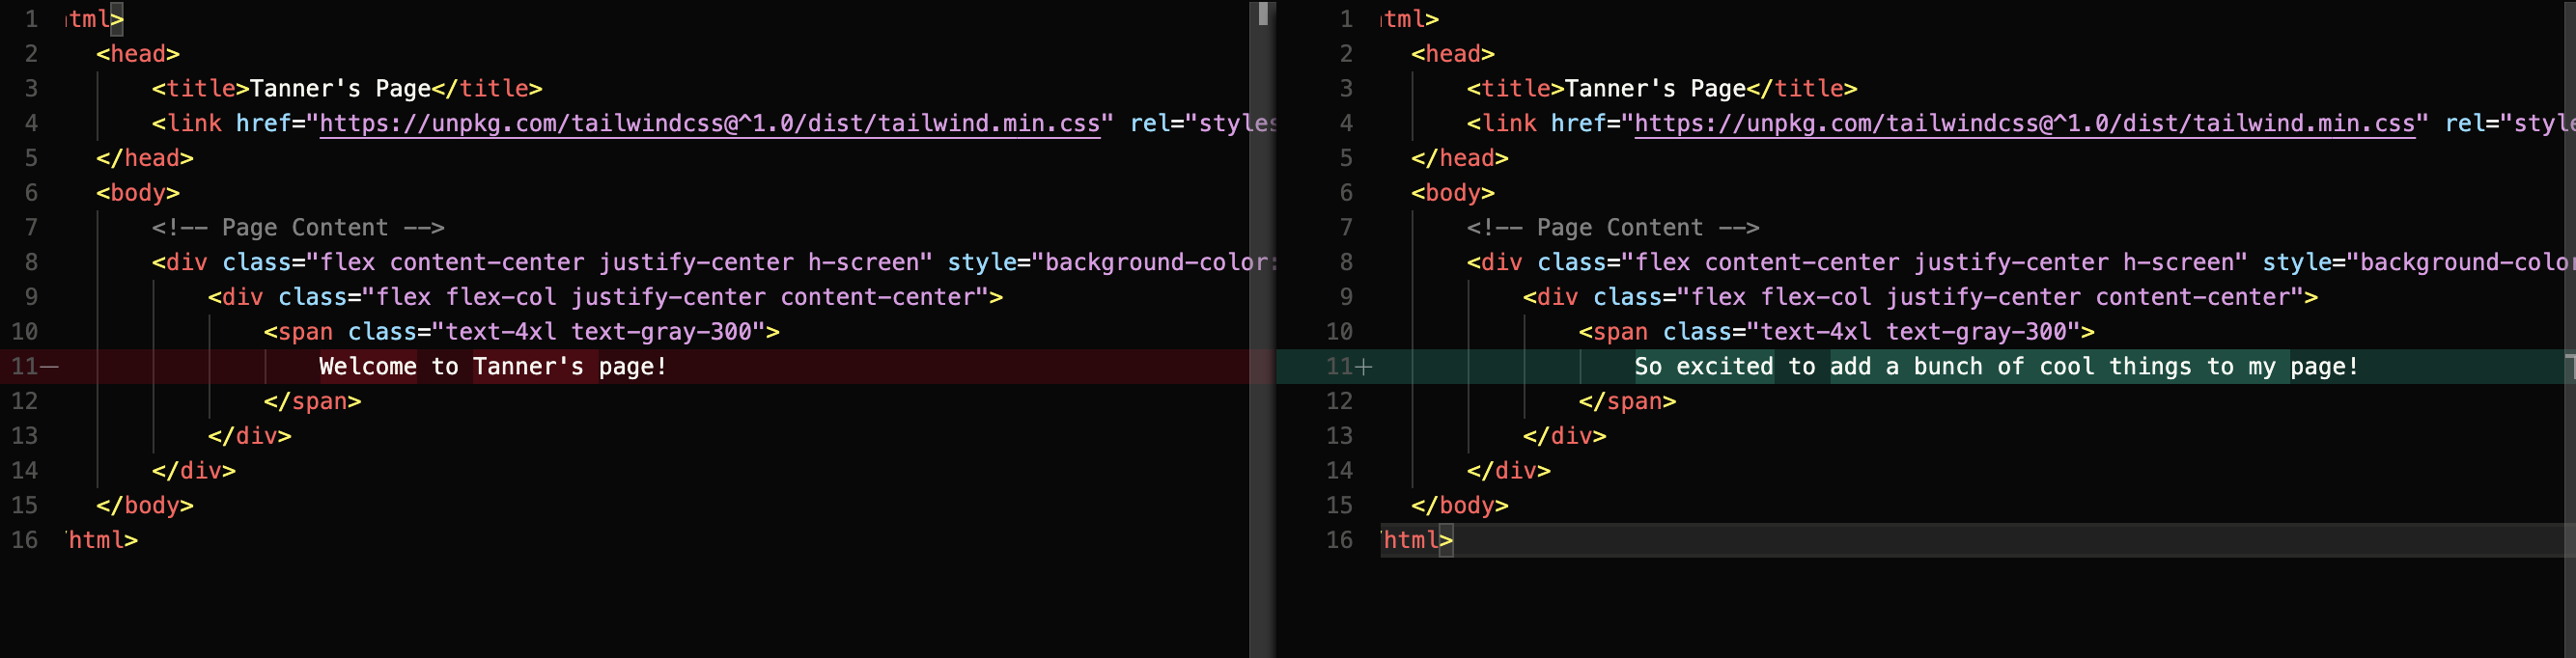 1 html>
2 <head>
3 <title>Tanner's Page</title>
4 <link href="https://unpkg.com/tailwindcss@^1.0/dist/tailwind.min.css" rel="styles
5 </head>
6 <body>
7 <!-- Page Content -->
8 <div class="flex content-center justify-center h-screen" style="background-color:
9 <div class="flex flex-col justify-center content-center">
10 <span class="text-4xl text-gray-300">
11— Welcome to Tanner's page!
12 </span>
13 </div>
14 </div>
15 </body>
16 html>
1 html>
2 <head>
3 <title>Tanner's Page</title>
4 <link href="https://unpkg.com/tailwindcss@^1.0/dist/tailwind.min.css" rel="style
5 </head>
6 <body>
7 <!-- Page Content -->
8 <div class="flex content-center justify-center h-screen" style="background-color
9 <div class="flex flex-col justify-center content-center">
10 <span class="text-4xl text-gray-300">
11+ So excited to add a bunch of cool things to my page!
12 </span>
13 </div>
14 </div>
15 </body>
16 html>